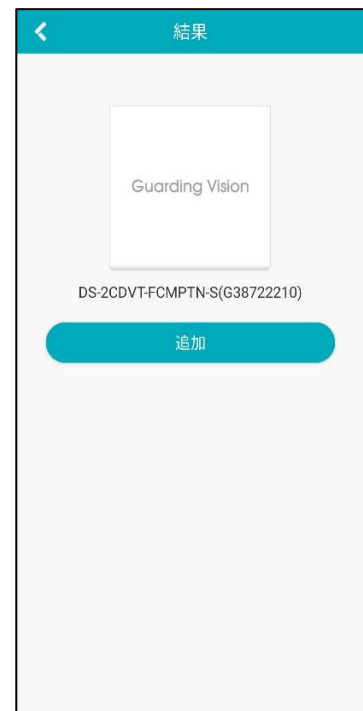 結果
Guarding Vision
DS-2CDVT-FCMPTN-S(G38722210)
追加